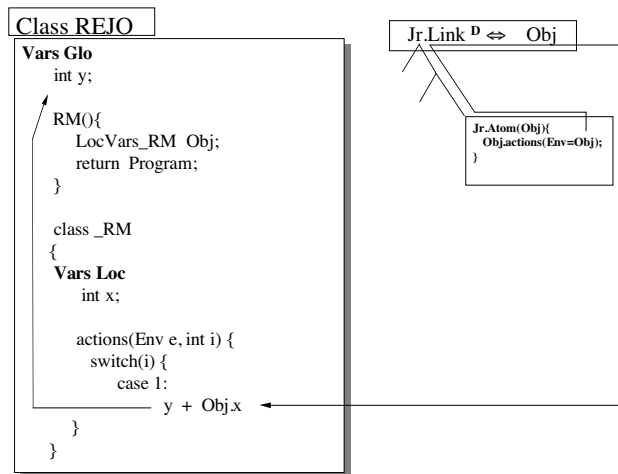 Class REJO
Vars Glo
int y;
RM(){
LocVars_RM Obj;
return Program;
}
class _RM
{
Vars Loc
int x;
actions(Env e, int i) {
switch(i) {
case 1:
y + Obj.x
}
}
Jr.Link D ⇔ Obj
Jr.Atom(Obj){
Obj.actions(Env=Obj);
}